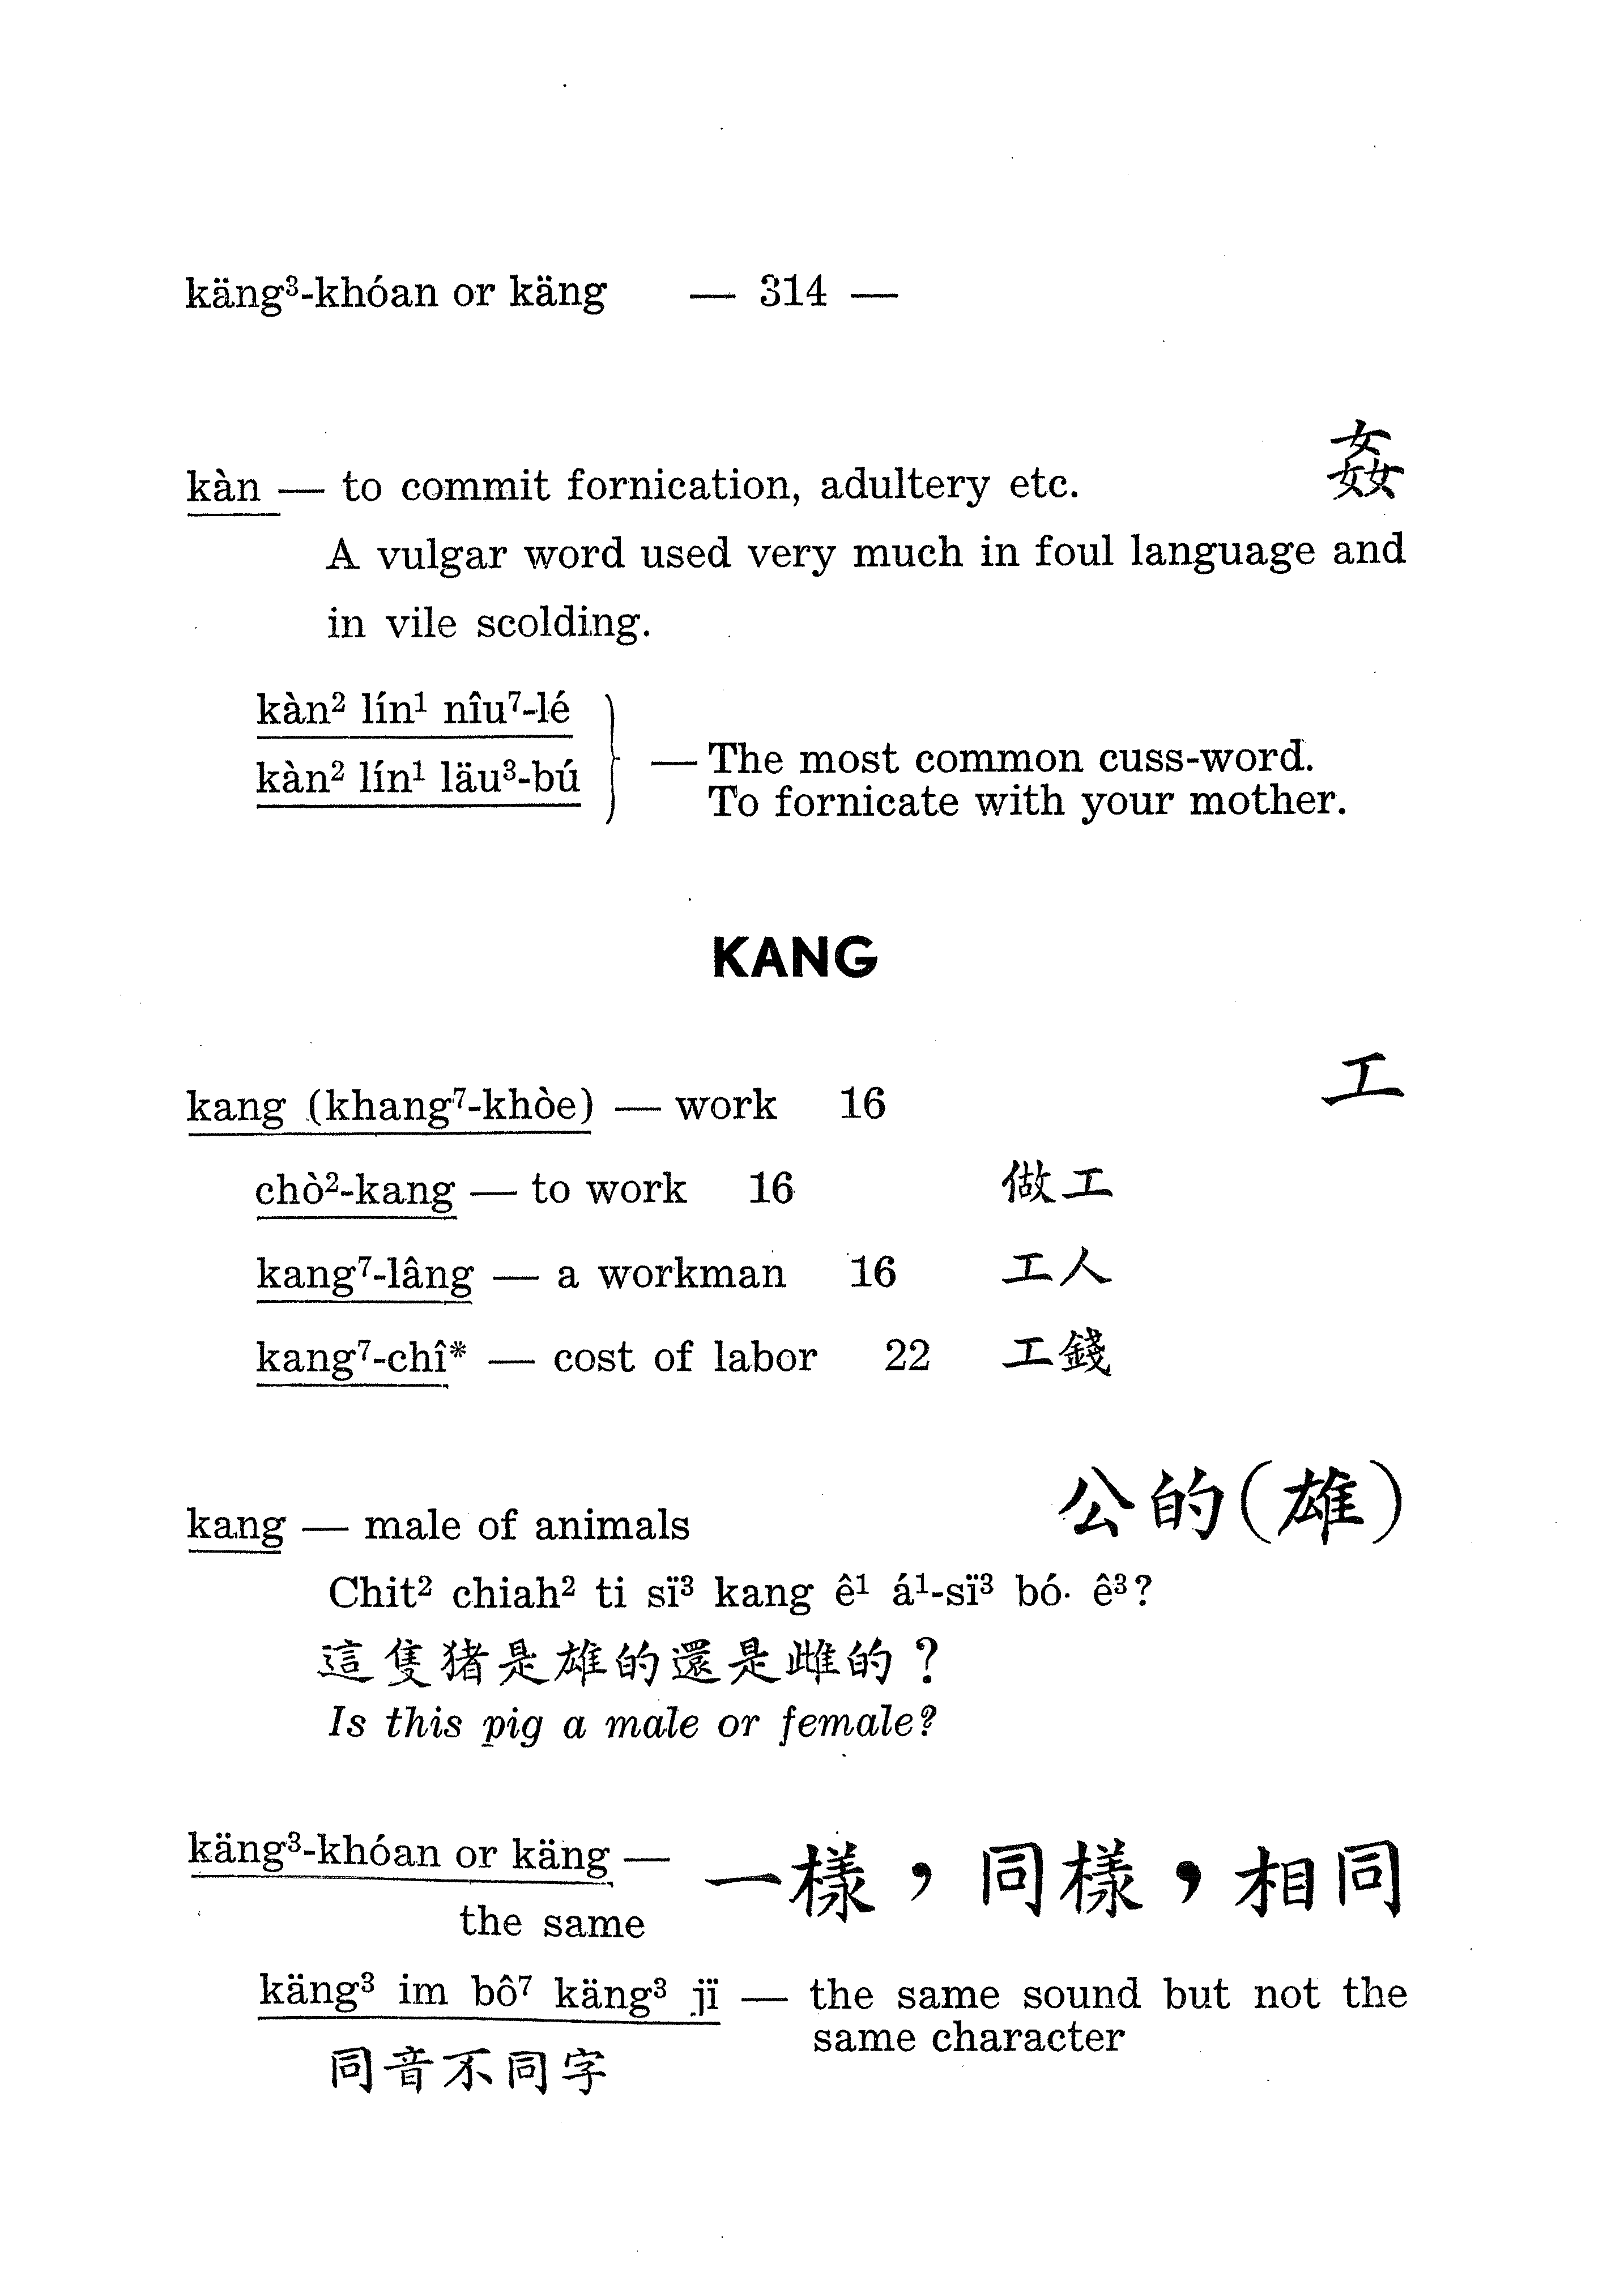 käng³-khóan or käng — 314 —
kàn — to commit fornication, adultery etc. 姦
A vulgar word used very much in foul language and
in vile scolding.
kàn² lín¹ nîu⁷-lé
kàn² lín¹ läu³-bú
— The most common cuss-word.
To fornicate with your mother.
KANG
kang (khang⁷-khòe) — work 16 工
chò²-kang — to work 16 做工
kang⁷-lâng — a workman 16 工人
kang⁷-chî* — cost of labor 22 工錢
kang — male of animals 公的(雄)
Chit² chiah² ti sï³ kang ê¹ á¹-sï³ bó· ê³?
這隻猪是雄的還是雌的？
Is this pig a male or female?
käng³-khóan or käng — 一樣，同樣，相同
the same
käng³ im bô⁷ käng³ jï — the same sound but not the
same character
同音不同字